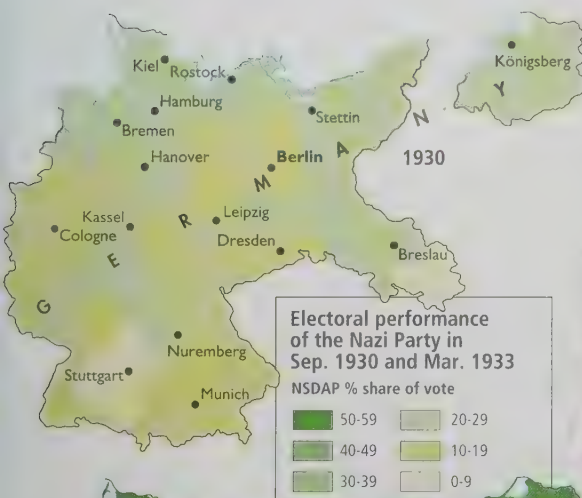 Kiel
Rostock
Königsberg
Hamburg
Stettin
Bremen
Hanover
Berlin
1930
Kassel
Leipzig
Cologne
Dresden
Breslau
GERMANY
Nuremberg
Stuttgart
Munich
Electoral performance
of the Nazi Party in
Sep. 1930 and Mar. 1933
NSDAP % share of vote
50-59 20-29
40-49 10-19
30-39 0-9